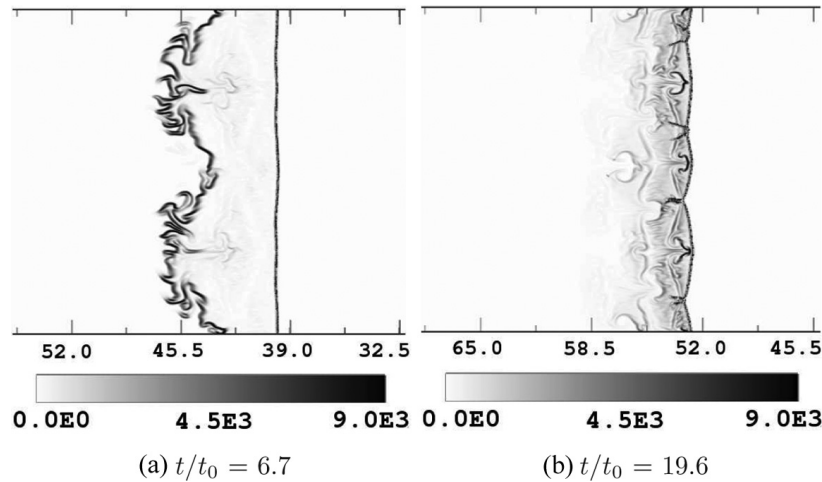 52.0 45.5 39.0 32.5
65.0 58.5 52.0 45.5
0.0E0 4.5E3 9.0E3
0.0E0 4.5E3 9.0E3
(a) t/t₀ = 6.7
(b) t/t₀ = 19.6